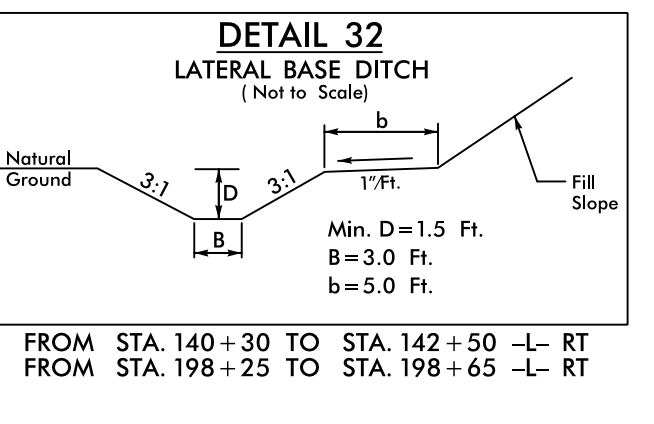 DETAIL 32
LATERAL BASE DITCH
( Not to Scale)
b
Natural
Ground
3:1
D
3:1
1"/Ft.
Fill
Slope
B
Min. D=1.5 Ft.
B=3.0 Ft.
b=5.0 Ft.
FROM STA. 140+30 TO STA. 142+50 -L- RT
FROM STA. 198+25 TO STA. 198+65 -L- RT